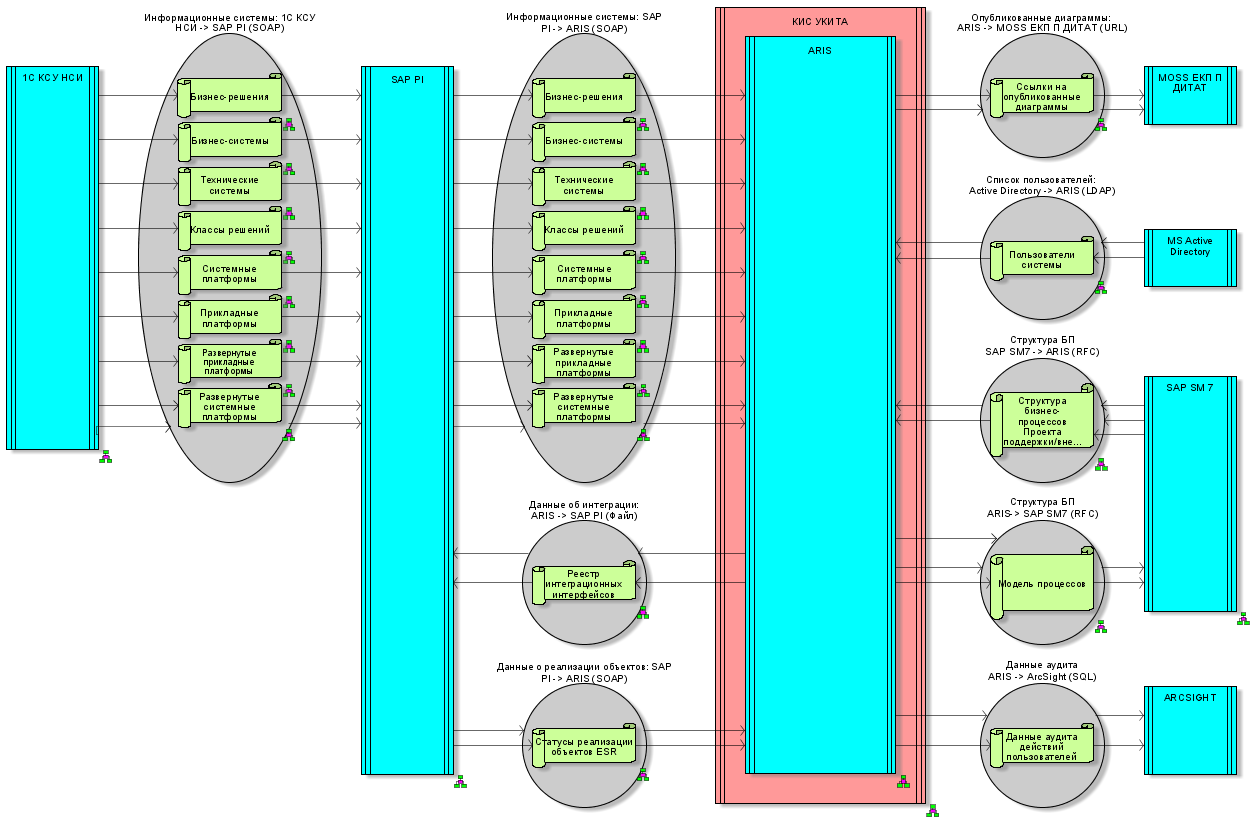 Информационные системы: 1С КСУ
НСИ -> SAP PI (SOAP)
1С КСУ НСИ
Бизнес-решения
Бизнес-системы
Технические
системы
Классы решений
Системные
платформы
Прикладные
платформы
Развернутые
прикладные
платформы
Развернутые
системные
платформы
SAP PI
Информационные системы: SAP
PI -> ARIS (SOAP)
Бизнес-решения
Бизнес-системы
Технические
системы
Классы решений
Системные
платформы
Прикладные
платформы
Развернутые
прикладные
платформы
Развернутые
системные
платформы
Данные об интеграции:
ARIS -> SAP PI (Файл)
Реестр
интеграционных
интерфейсов
Данные о реализации объектов: SAP
PI -> ARIS (SOAP)
Статусы реализации
объектов ESR
КИС УКИТА
ARIS
Опубликованные диаграммы:
ARIS -> MOSS ЕКП П ДИТАТ (URL)
Ссылки на
опубликованные
диаграммы
MOSS ЕКП П
ДИТАТ
Список пользователей:
Active Directory -> ARIS (LDAP)
Пользователи
системы
MS Active
Directory
Структура БП
SAP SM7 -> ARIS (RFC)
Структура
бизнес-
процессов
Проекта
поддержки/вне...
SAP SM 7
Структура БП
ARIS-> SAP SM7 (RFC)
Модель процессов
Данные аудита
ARIS -> ArcSight (SQL)
Данные аудита
действий
пользователей
ARCSIGHT